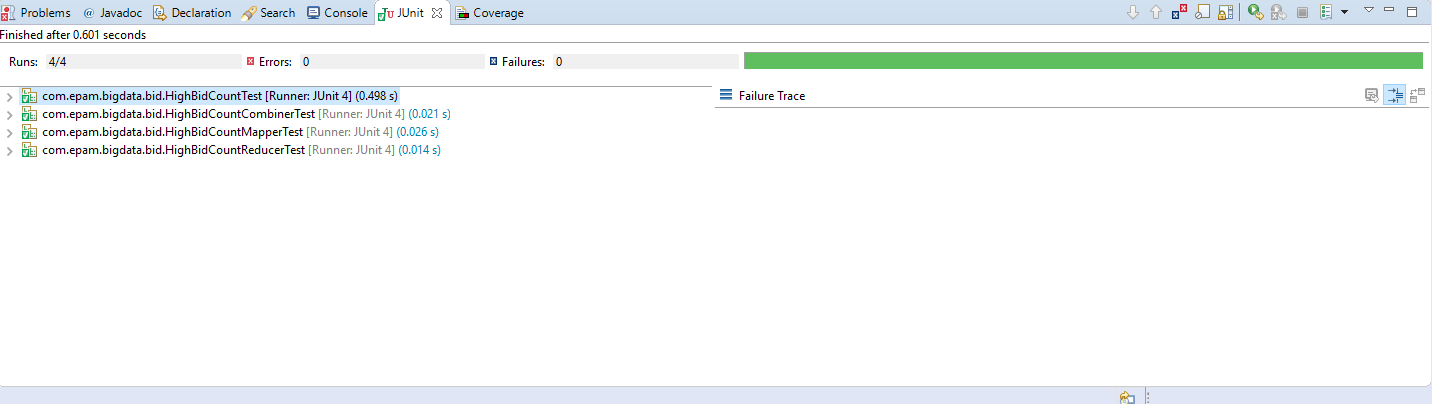 Problems @ Javadoc Declaration Search Console JUnit Coverage
Finished after 0.601 seconds
Runs: 4/4 Errors: 0 Failures: 0
com.epam.bigdata.bid.HighBidCountTest [Runner: JUnit 4] (0.498 s)
Failure Trace
com.epam.bigdata.bid.HighBidCountCombinerTest [Runner: JUnit 4] (0.021 s)
com.epam.bigdata.bid.HighBidCountMapperTest [Runner: JUnit 4] (0.026 s)
com.epam.bigdata.bid.HighBidCountReducerTest [Runner: JUnit 4] (0.014 s)